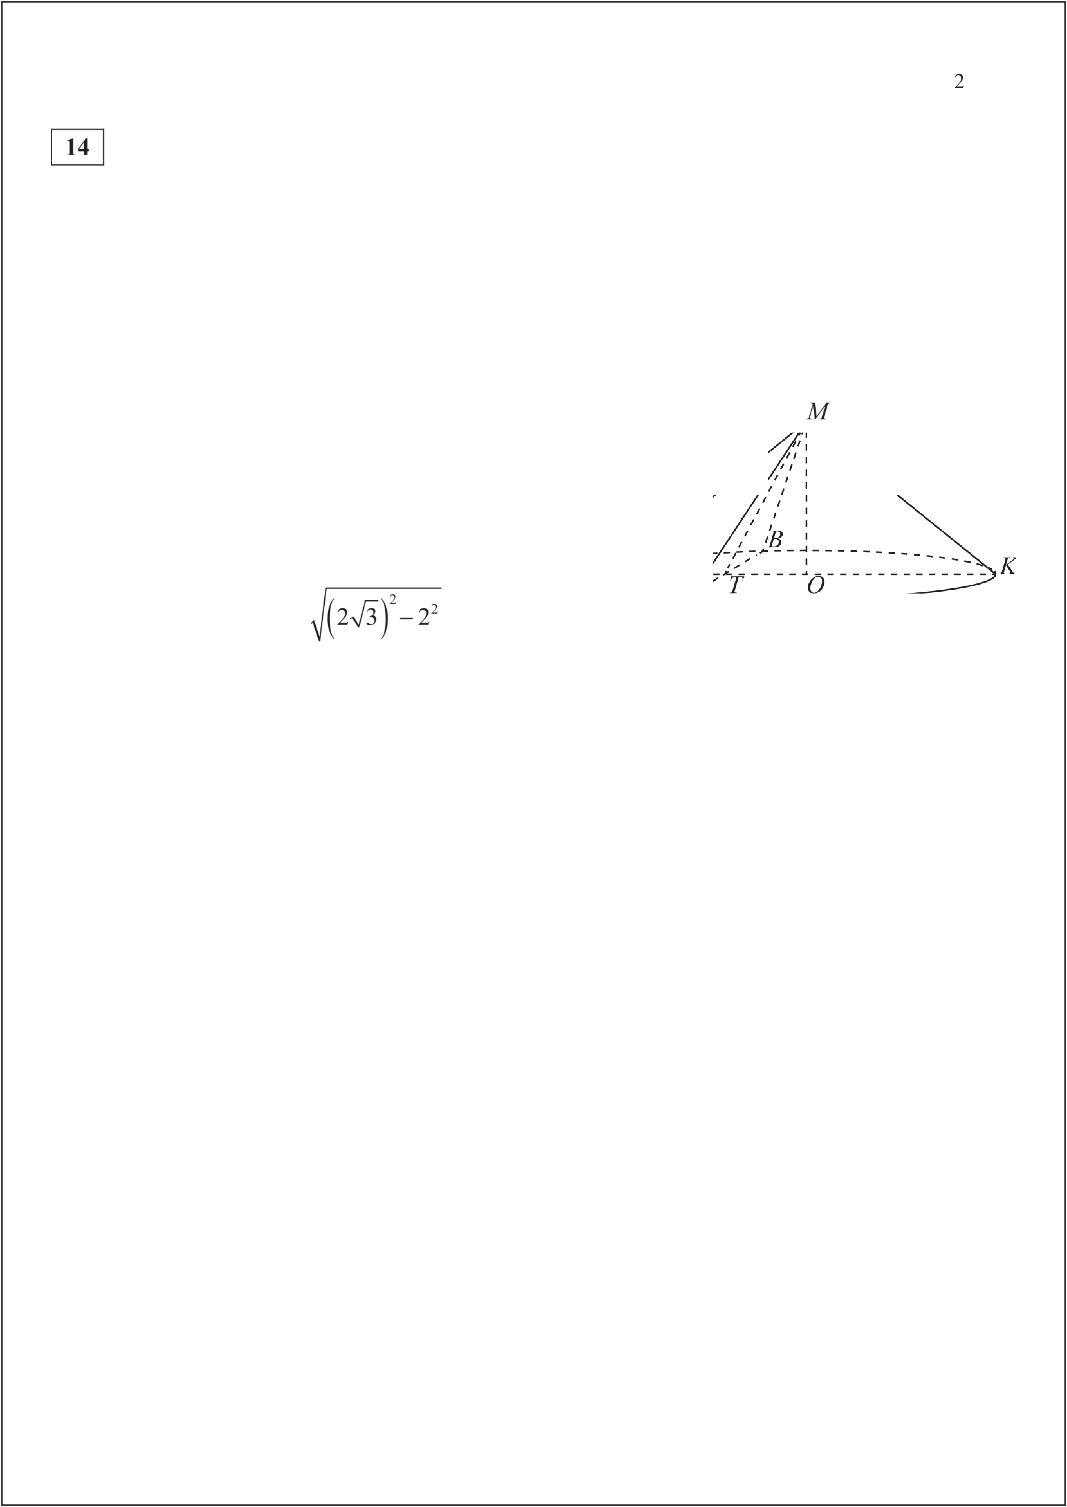 2
14
M
B
K
T O
√((2√3)² − 2²)